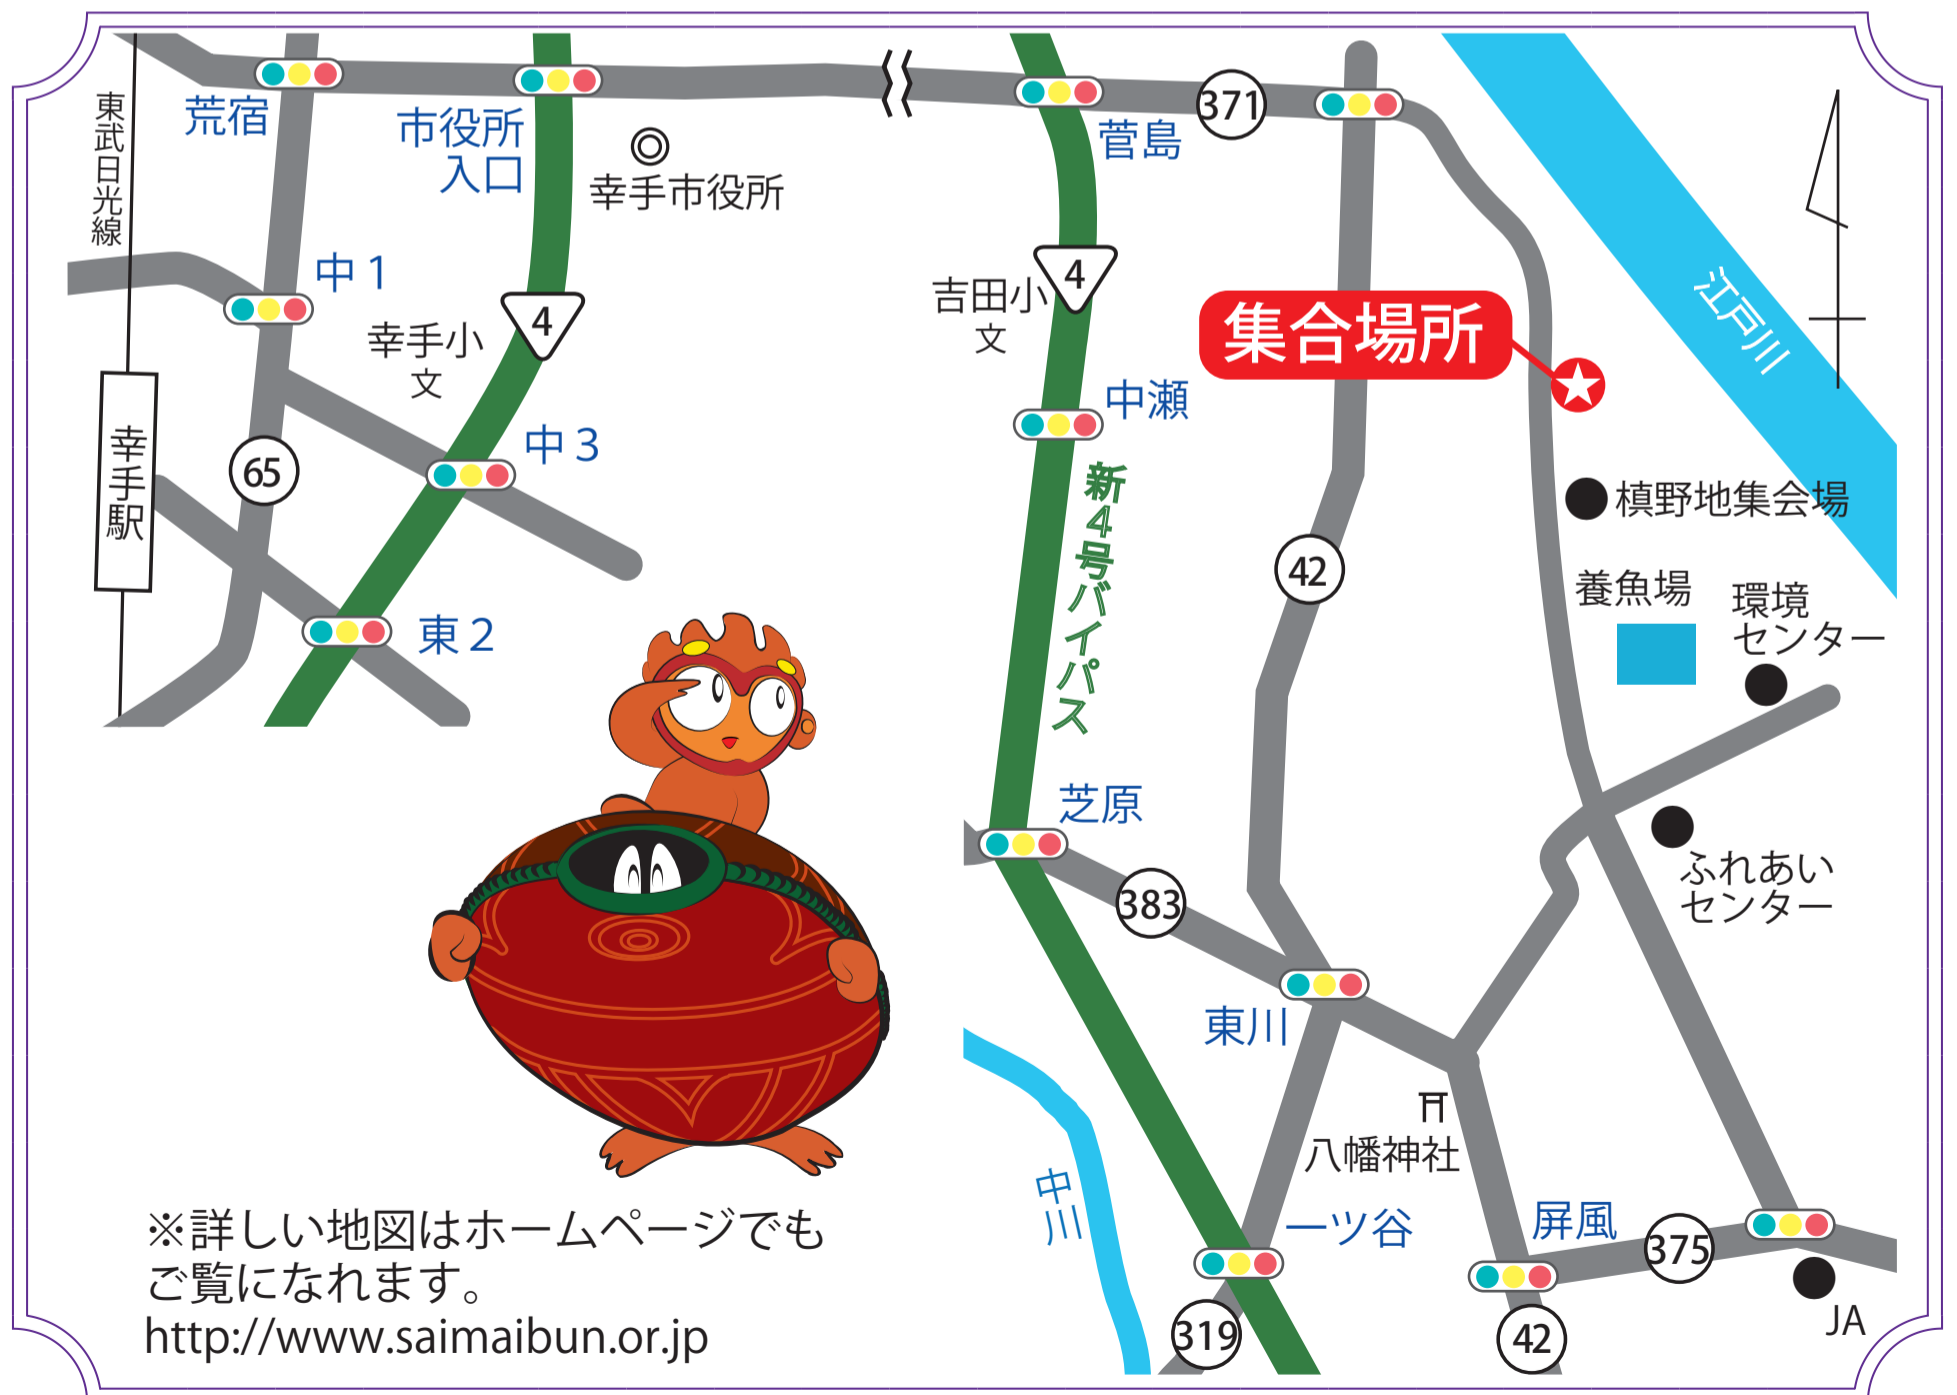 東武日光線
荒宿
市役所
入口
幸手市役所
菅島
371
中1
幸手小
文
4
吉田小
文
4
集合場所
江戸川
中瀬
幸手駅
65
中3
新4号バイパス
42
槙野地集会場
養魚場
環境
センター
東2
芝原
383
ふれあい
センター
東川
八幡神社
中川
一ツ谷
屏風
375
319
42
JA
※詳しい地図はホームページでも
ご覧になれます。
http://www.saimaibun.or.jp